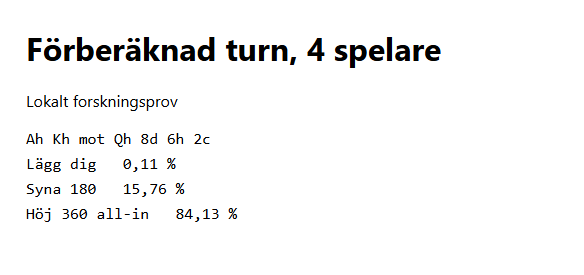 Förberäknad turn, 4 spelare
Lokalt forskningsprov
Ah Kh mot Qh 8d 6h 2c
Lägg dig   0,11 %
Syna 180   15,76 %
Höj 360 all-in   84,13 %